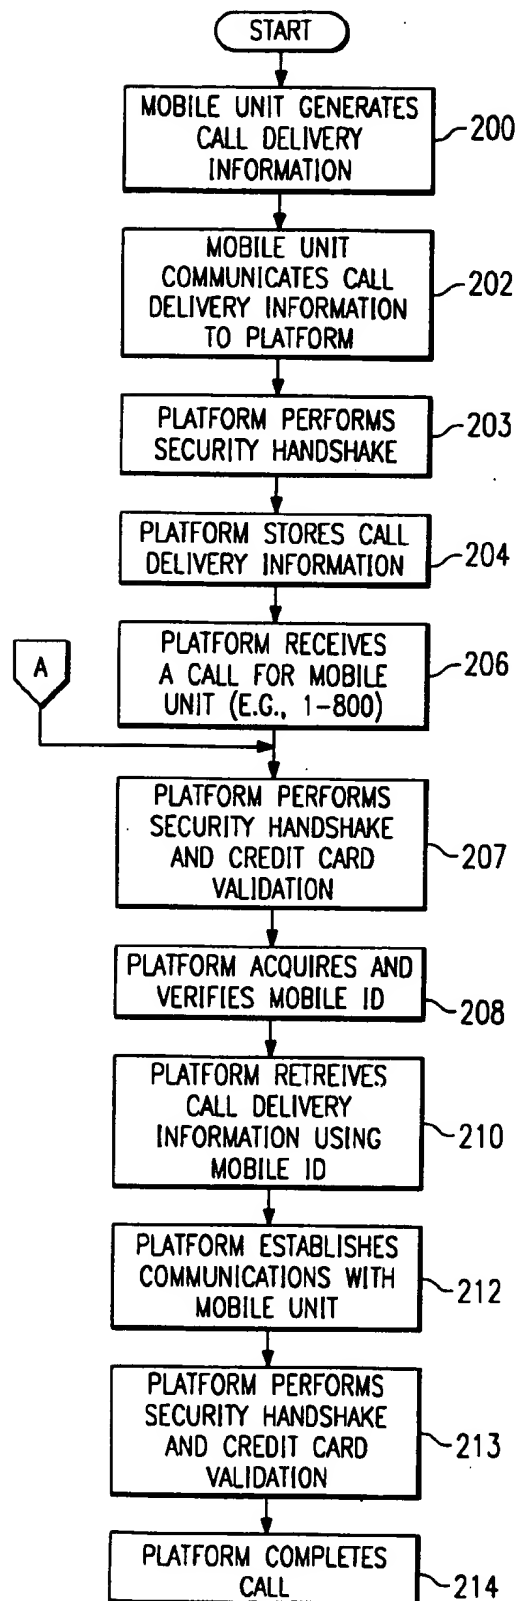 START
MOBILE UNIT GENERATES
CALL DELIVERY
INFORMATION
200
MOBILE UNIT
COMMUNICATES CALL
DELIVERY INFORMATION
TO PLATFORM
202
PLATFORM PERFORMS
SECURITY HANDSHAKE
203
PLATFORM STORES CALL
DELIVERY INFORMATION
204
PLATFORM RECEIVES
A CALL FOR MOBILE
UNIT (E.G., 1-800)
206
A
PLATFORM PERFORMS
SECURITY HANDSHAKE
AND CREDIT CARD
VALIDATION
207
PLATFORM ACQUIRES AND
VERIFIES MOBILE ID
208
PLATFORM RETREIVES
CALL DELIVERY
INFORMATION USING
MOBILE ID
210
PLATFORM ESTABLISHES
COMMUNICATIONS WITH
MOBILE UNIT
212
PLATFORM PERFORMS
SECURITY HANDSHAKE
AND CREDIT CARD
VALIDATION
213
PLATFORM COMPLETES
CALL
214